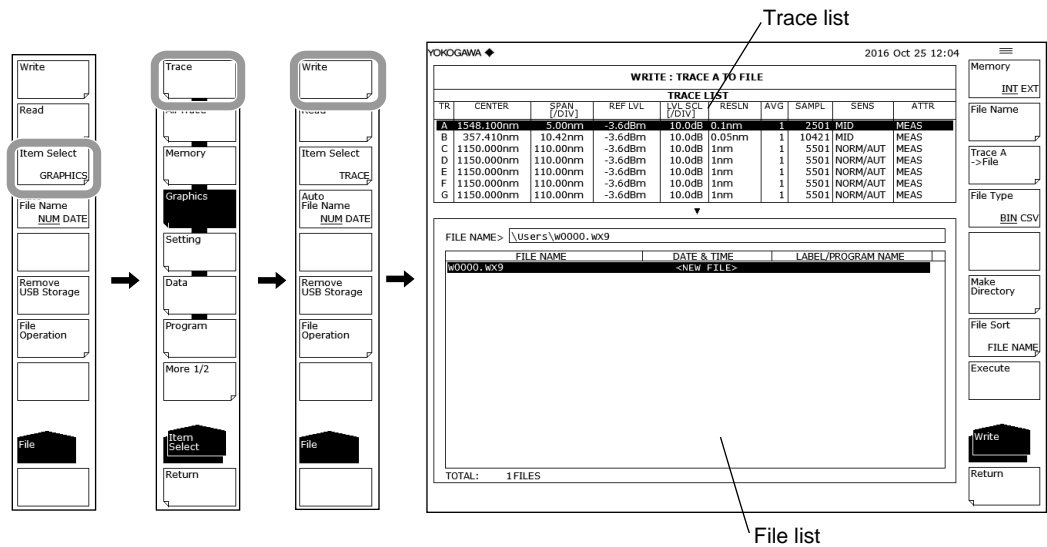 Trace list
Write
Read
Item Select
GRAPHICS
File Name
NUM DATE
Remove
USB Storage
File
Operation
File
Trace
All Trace
Memory
Graphics
Setting
Data
Program
More 1/2
Item
Select
Return
Write
Read
Item Select
TRACE
Auto
File Name
NUM DATE
Remove
USB Storage
File
Operation
File
YOKOGAWA ◆ 2016 Oct 25 12:04
WRITE : TRACE A TO FILE
TRACE LIST
TR CENTER SPAN [/DIV] REF LVL LVL SCL [/DIV] RESLN AVG SAMPL SENS ATTR
A 1548.100nm 5.00nm -3.6dBm 10.0dB 0.1nm 1 2501 MID MEAS
B 357.410nm 10.42nm -3.6dBm 10.0dB 0.05nm 1 10421 MID MEAS
C 1150.000nm 110.00nm -3.6dBm 10.0dB 1nm 1 5501 NORM/AUT MEAS
D 1150.000nm 110.00nm -3.6dBm 10.0dB 1nm 1 5501 NORM/AUT MEAS
E 1150.000nm 110.00nm -3.6dBm 10.0dB 1nm 1 5501 NORM/AUT MEAS
F 1150.000nm 110.00nm -3.6dBm 10.0dB 1nm 1 5501 NORM/AUT MEAS
G 1150.000nm 110.00nm -3.6dBm 10.0dB 1nm 1 5501 NORM/AUT MEAS
FILE NAME> \Users\W0000.WX9
FILE NAME DATE & TIME LABEL/PROGRAM NAME
W0000.WX9 <NEW FILE>
TOTAL: 1FILES
Memory
INT EXT
File Name
Trace A
->File
File Type
BIN CSV
Make
Directory
File Sort
FILE NAME
Execute
Write
Return
File list